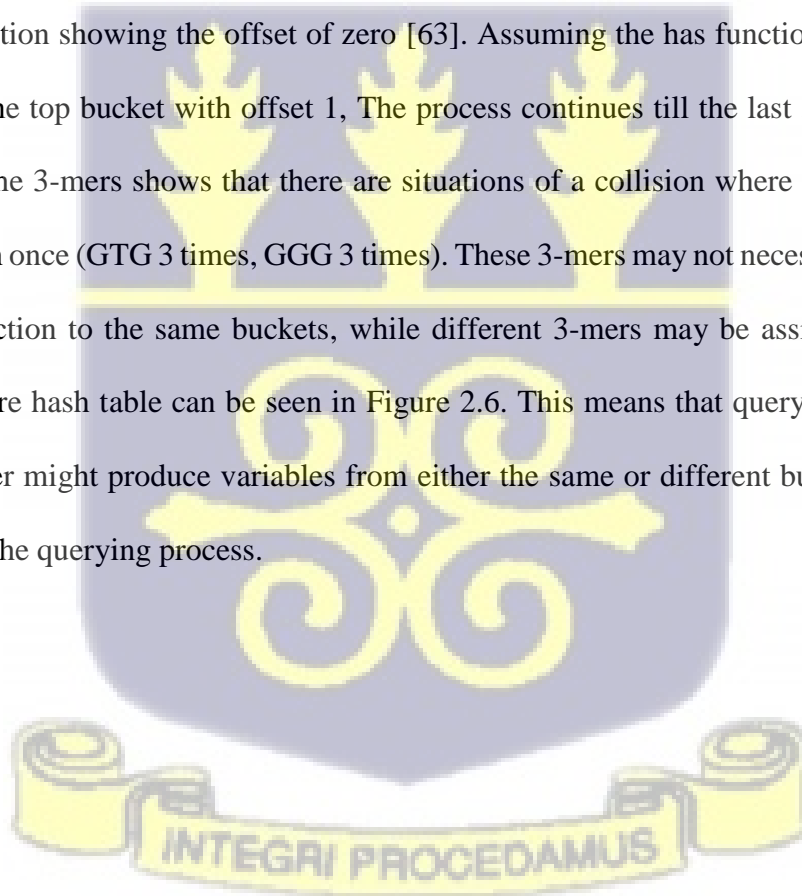 tion showing the offset of zero [63]. Assuming the has functio
ne top bucket with offset 1, The process continues till the last
ne 3-mers shows that there are situations of a collision where
n once (GTG 3 times, GGG 3 times). These 3-mers may not neces
ction to the same buckets, while different 3-mers may be assi
re hash table can be seen in Figure 2.6. This means that query
er might produce variables from either the same or different bu
he querying process.
INTEGRI PROCEDAMUS